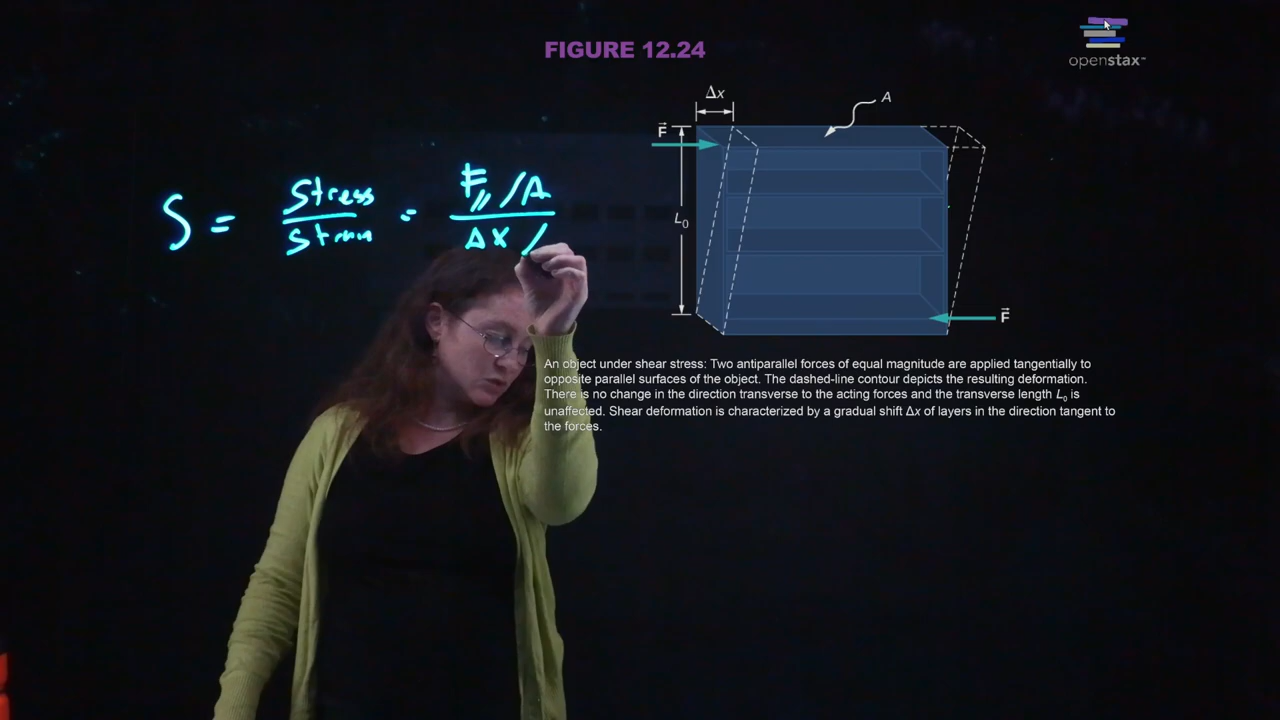 FIGURE 12.24
openstax™
Δx
A
F
L₀
F
S = Stress / Strain = F∥/A / Δx/
An object under shear stress: Two antiparallel forces of equal magnitude are applied tangentially to
opposite parallel surfaces of the object. The dashed-line contour depicts the resulting deformation.
There is no change in the direction transverse to the acting forces and the transverse length L₀ is
unaffected. Shear deformation is characterized by a gradual shift Δx of layers in the direction tangent to
the forces.